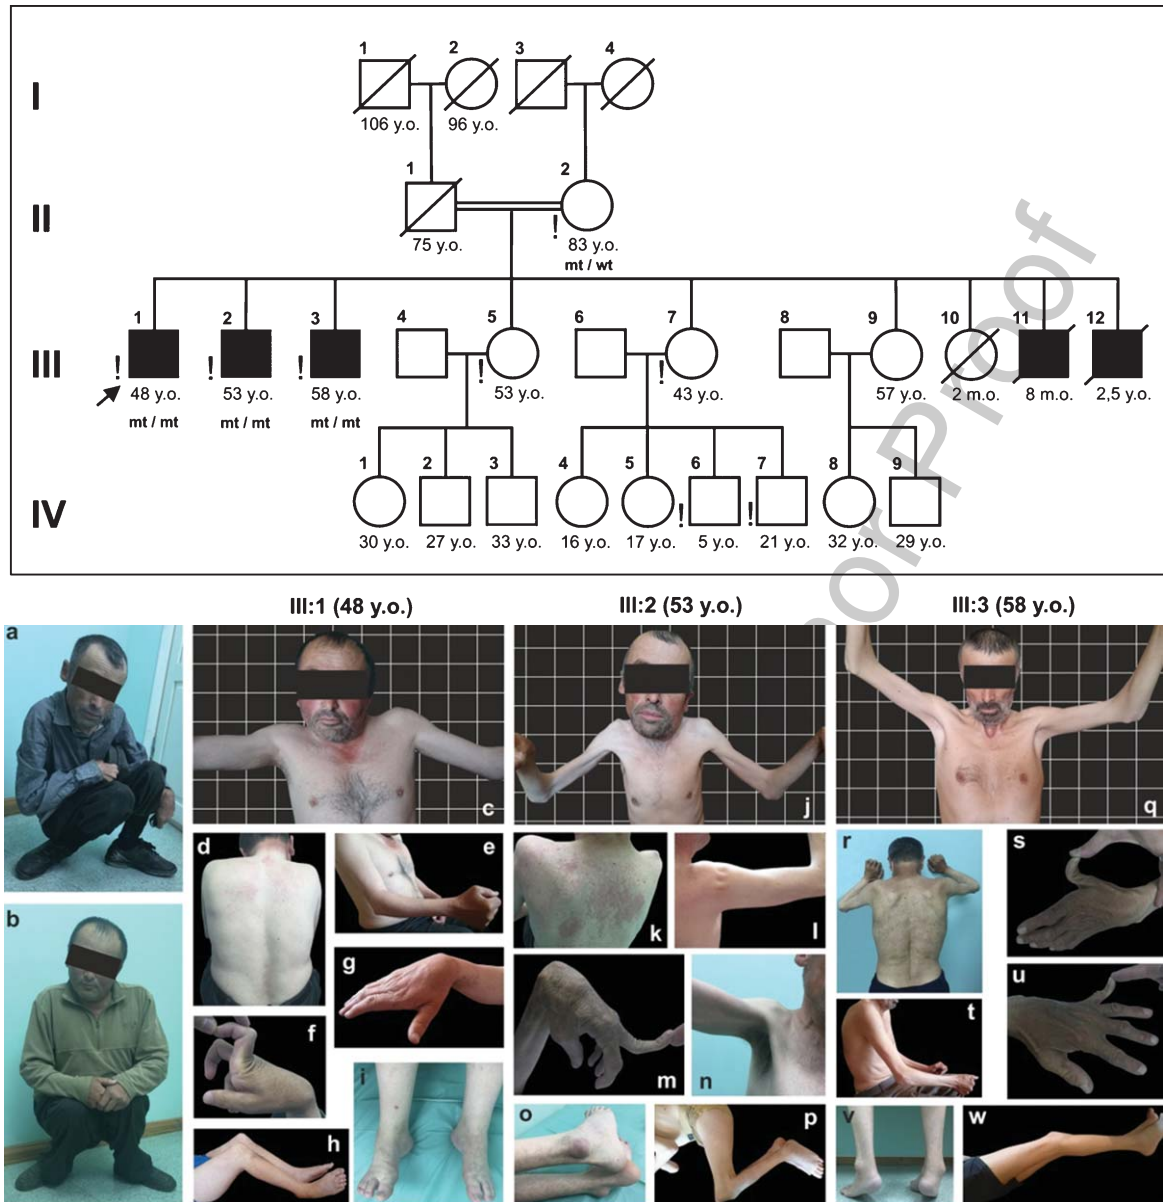 1 2 3 4
I
106 y.o. 96 y.o.
1 2
II
! 
75 y.o. 83 y.o.
mt / wt
1 2 3 4 5 6 7 8 9 10 11 12
III
! ! ! ! !
48 y.o. 53 y.o. 58 y.o. 53 y.o. 43 y.o. 57 y.o. 2 m.o. 8 m.o. 2,5 y.o.
mt / mt mt / mt mt / mt
1 2 3 4 5 6 7 8 9
IV
! !
30 y.o. 27 y.o. 33 y.o. 16 y.o. 17 y.o. 5 y.o. 21 y.o. 32 y.o. 29 y.o.
or Proof
III:1 (48 y.o.) III:2 (53 y.o.) III:3 (58 y.o.)
a
c j q
d e k l r s
b
g m n t u
f i
h o p v w